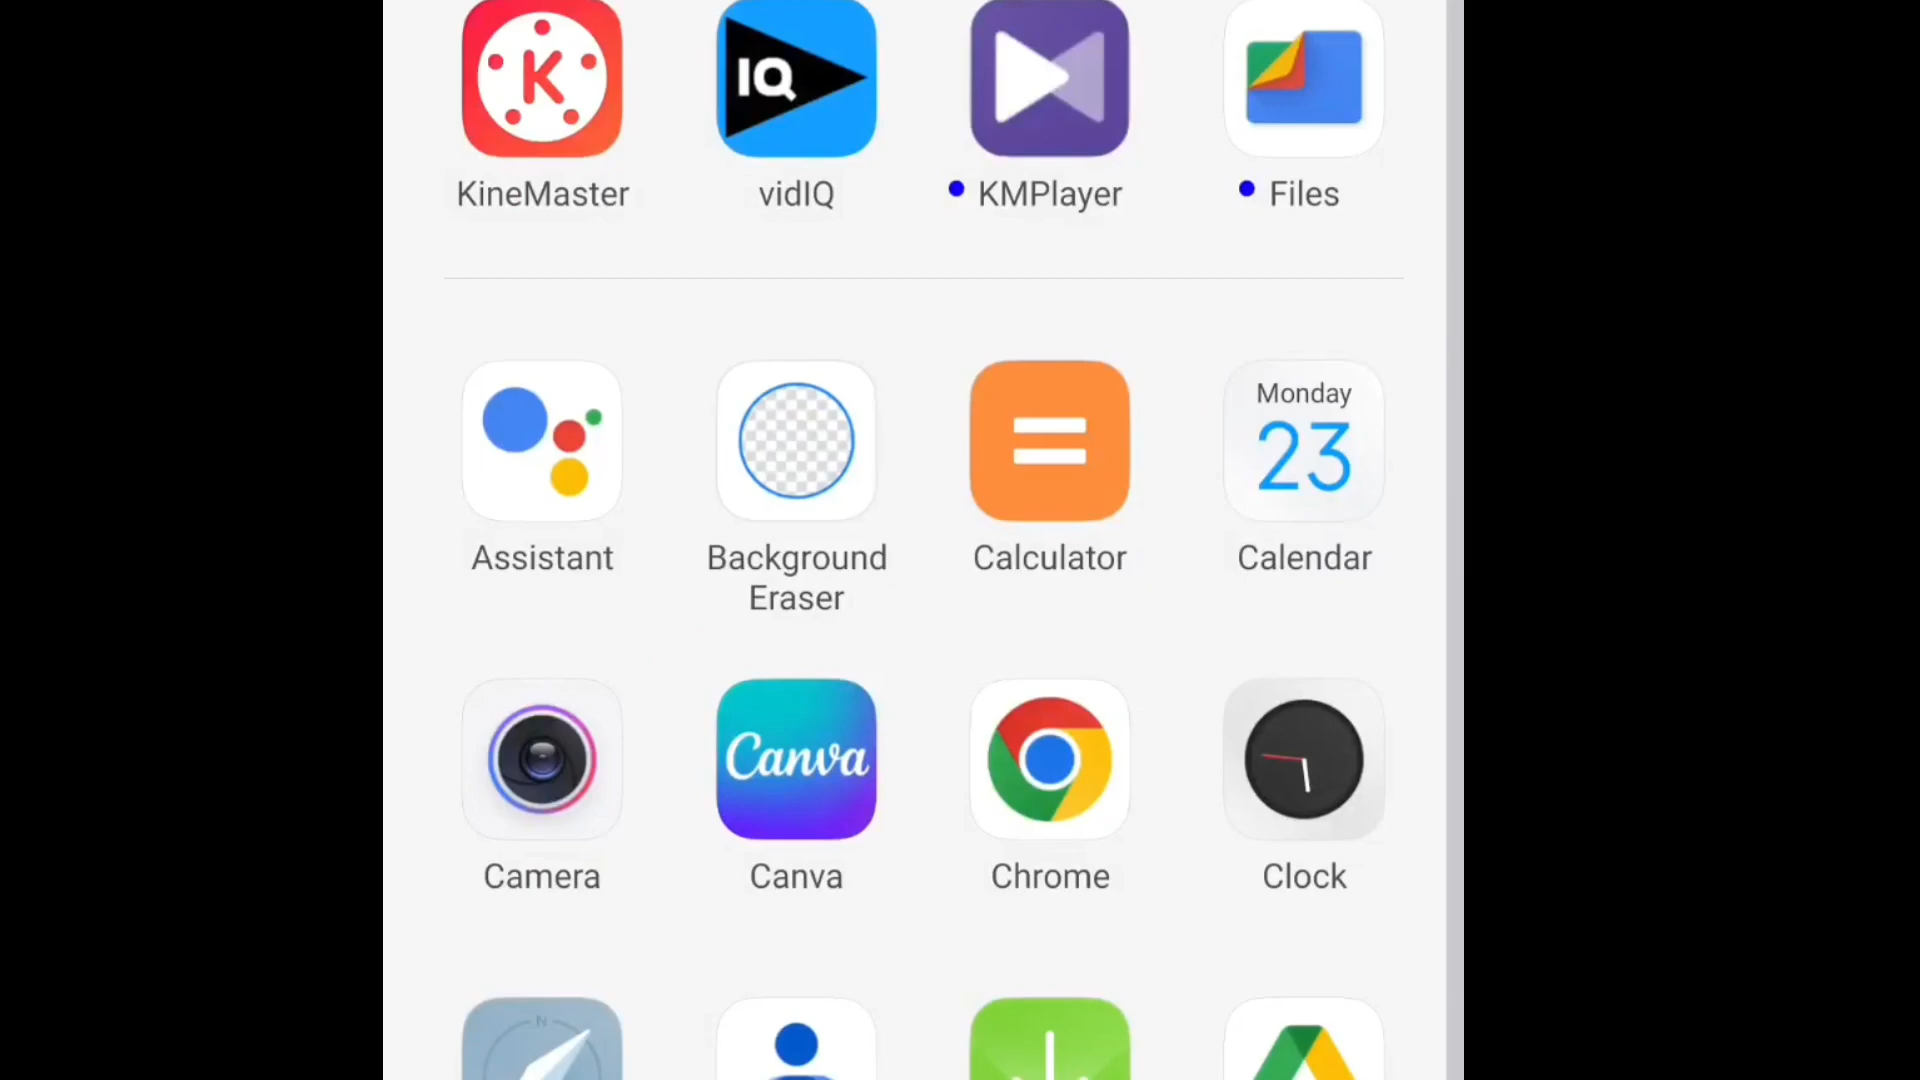 K
IQ
KineMaster
vidIQ
KMPlayer
Files
Monday
23
Assistant
Background
Eraser
Calculator
Calendar
Canva
Camera
Canva
Chrome
Clock
N